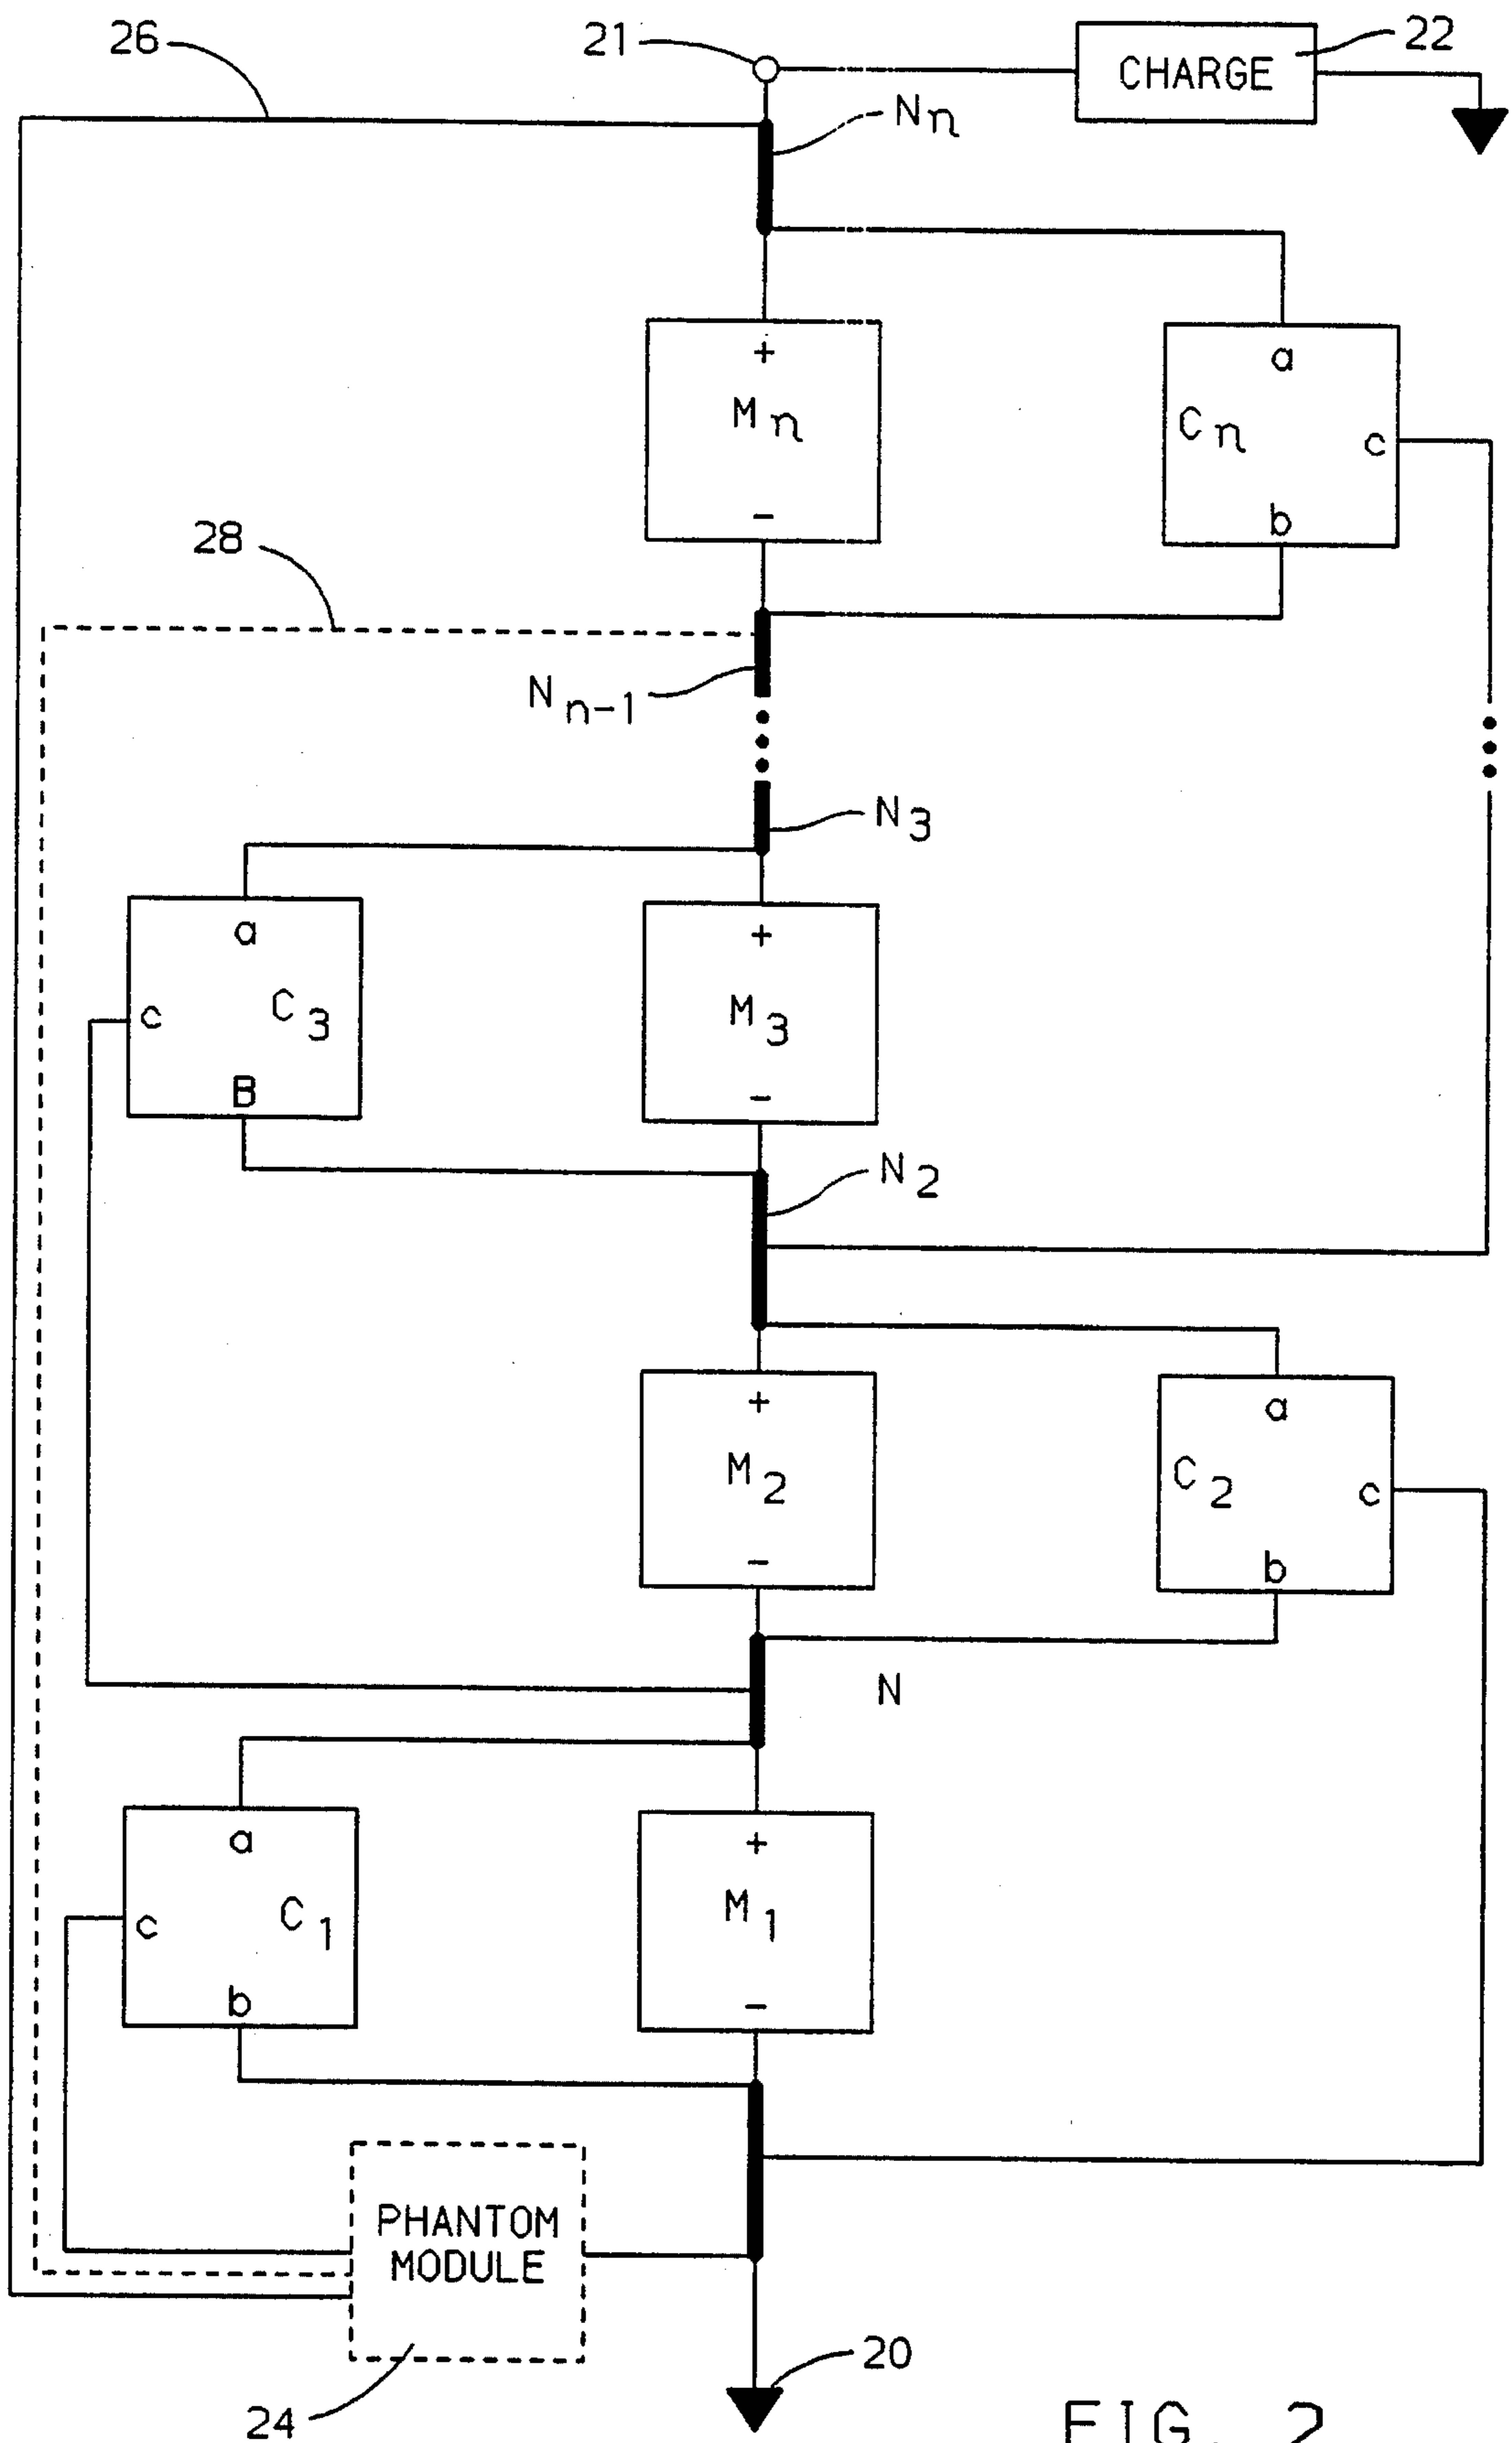 26
21
CHARGE
22
Nn
+
Mn
-
a
Cn
c
b
28
Nn-1
N3
a
c
C3
B
+
M3
-
N2
+
M2
-
a
C2
c
b
N
a
c
C1
b
+
M1
-
PHANTOM
MODULE
24
20
FIG. 2